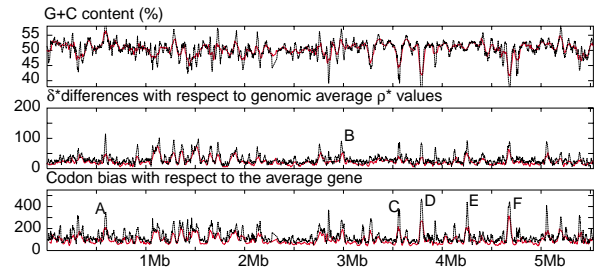 G+C content (%)
55
50
45
40
δ*differences with respect to genomic average ρ* values
200
100
0
B
Codon bias with respect to the average gene
400
200
0
A C D E F
1Mb 2Mb 3Mb 4Mb 5Mb